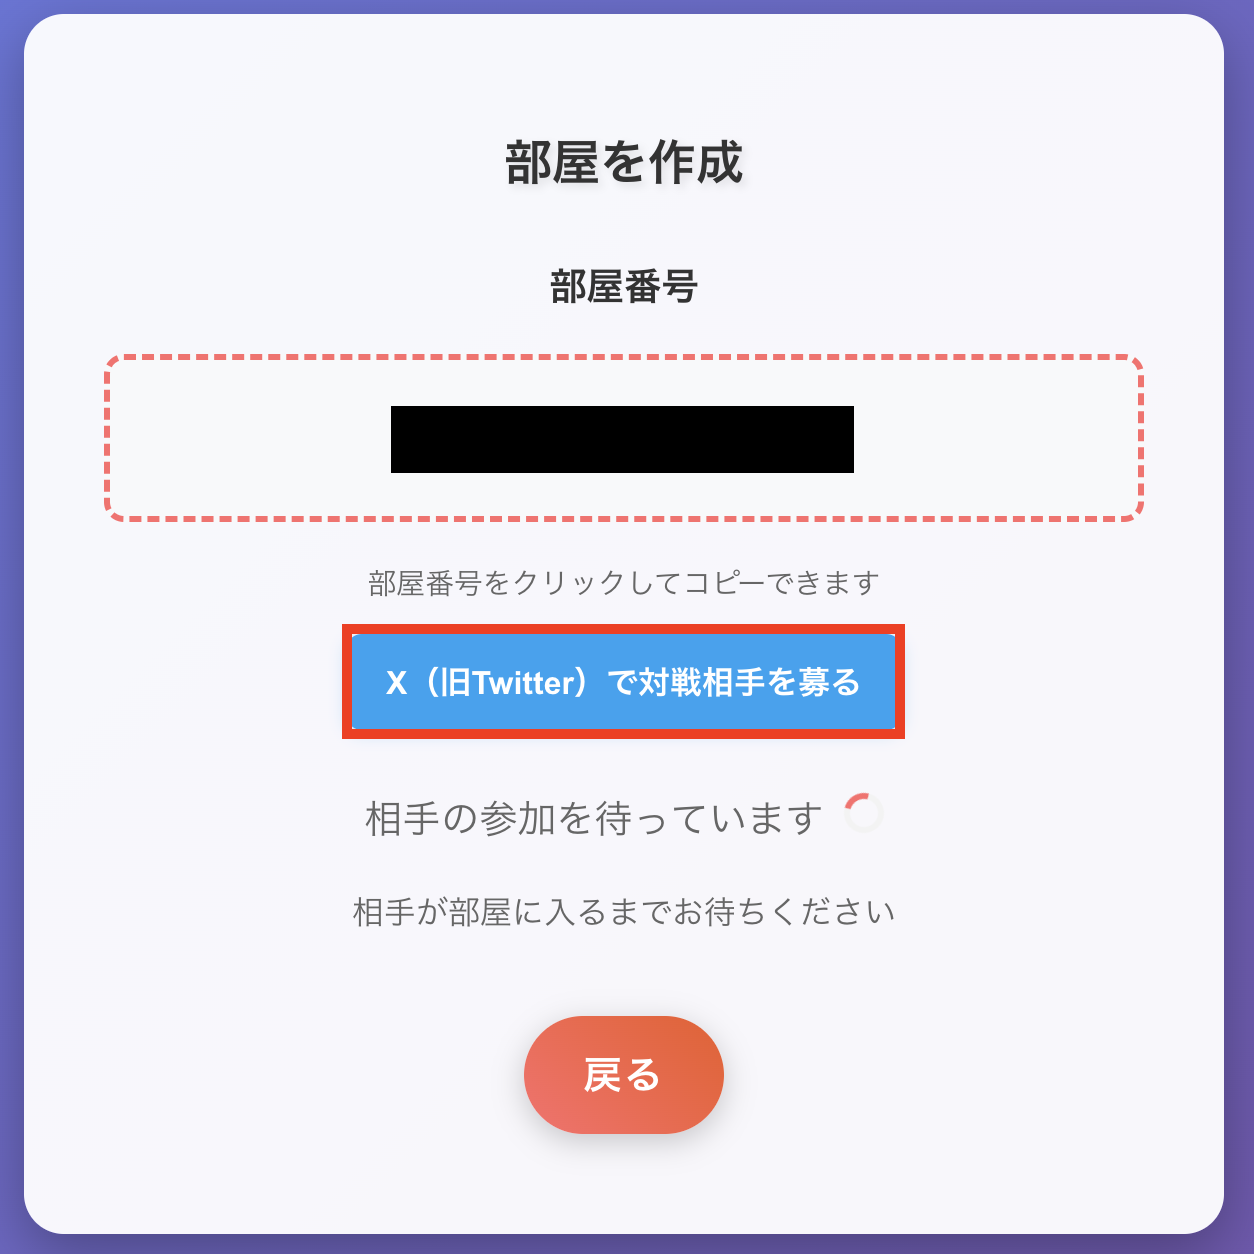 部屋を作成
部屋番号
部屋番号をクリックしてコピーできます
X（旧Twitter）で対戦相手を募る
相手の参加を待っています
相手が部屋に入るまでお待ちください
戻る